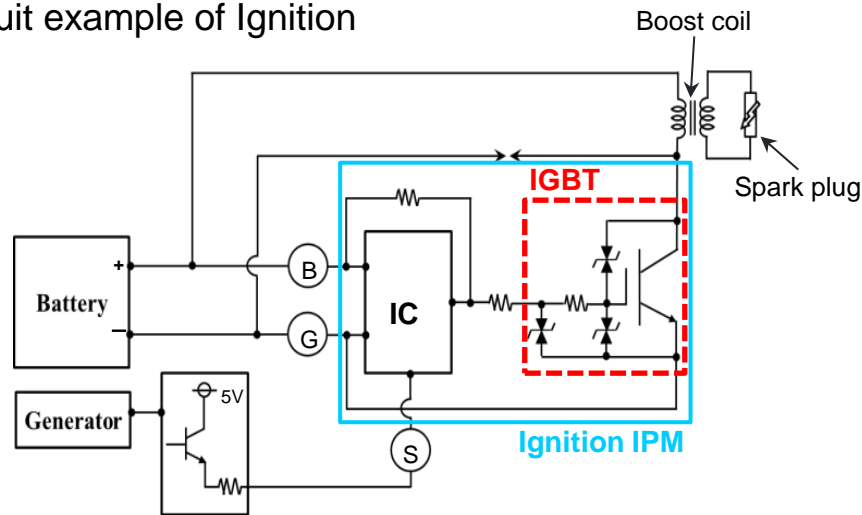 uit example of Ignition
Boost coil
IGBT
Spark plug
+
B
Battery
IC
−
G
5V
Generator
Ignition IPM
S